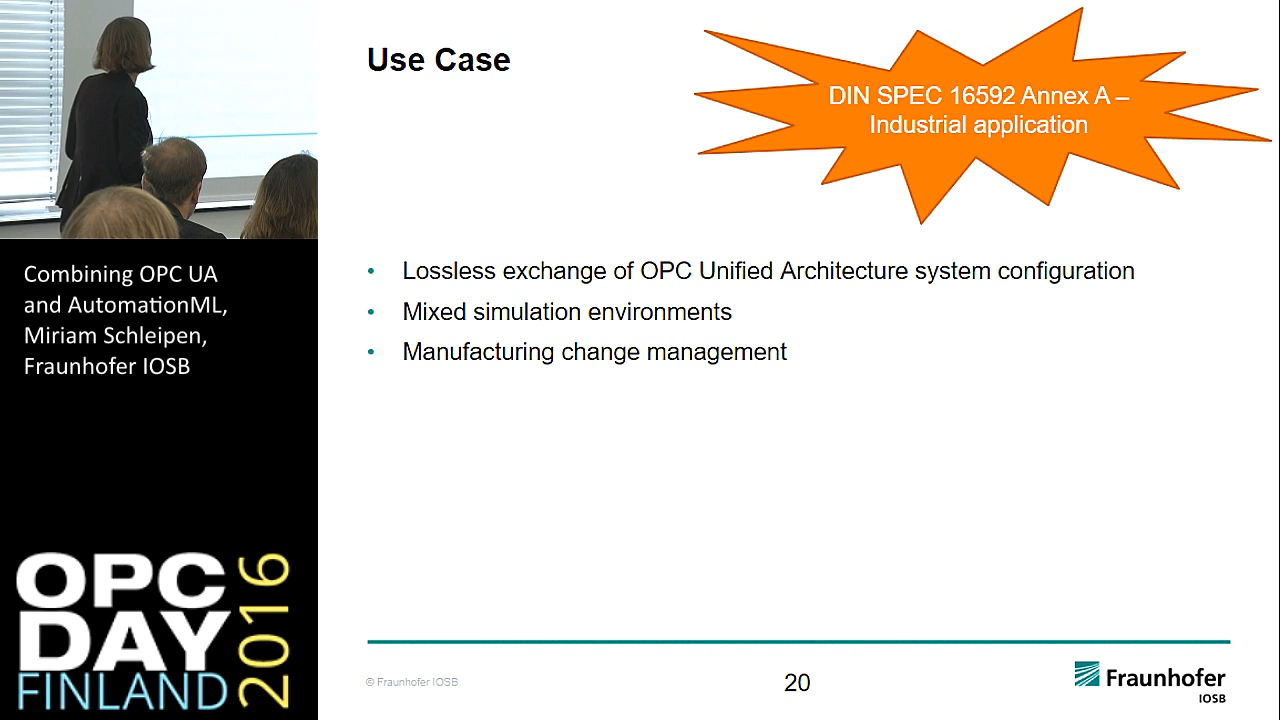 Use Case
DIN SPEC 16592 Annex A –
Industrial application
• Lossless exchange of OPC Unified Architecture system configuration
• Mixed simulation environments
• Manufacturing change management
Combining OPC UA
and AutomationML,
Miriam Schleipen,
Fraunhofer IOSB
OPC
DAY
FINLAND
2016
© Fraunhofer IOSB
20
Fraunhofer
IOSB